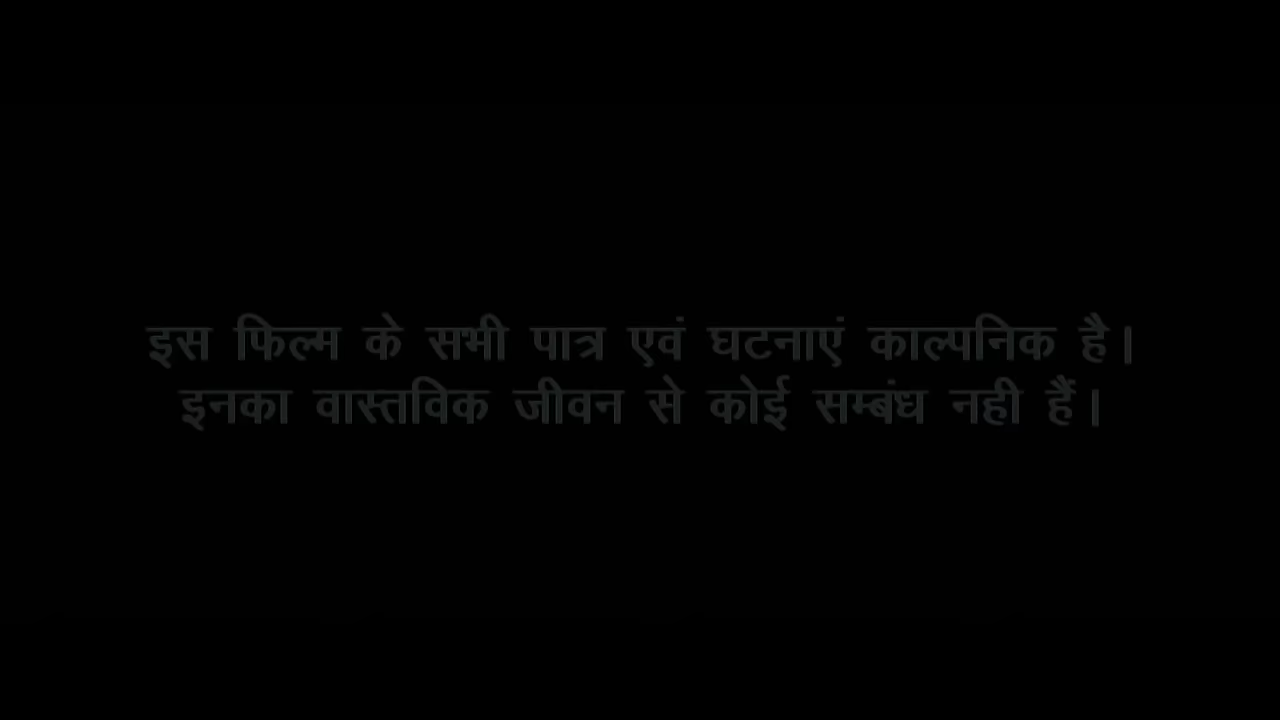 इस फिल्म के सभी पात्र एवं घटनाएं काल्पनिक है।
इनका वास्तविक जीवन से कोई सम्बंध नही हैं।